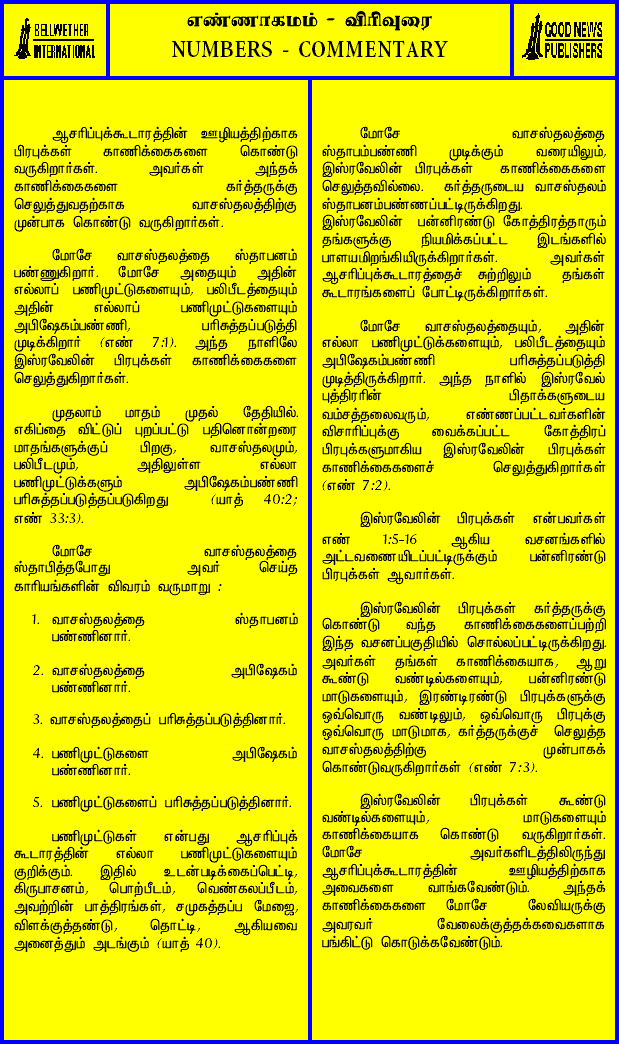 BELLWETHER
INTERNATIONAL
எண்ணாகமம் - விரிவுரை
NUMBERS - COMMENTARY
GOOD NEWS
PUBLISHERS
ஆசரிப்புக்கூடாரத்தின் ஊழியத்திற்காக
பிரபுக்கள் காணிக்கைகளை கொண்டு
வருகிறார்கள். அவர்கள் அந்தக்
காணிக்கைகளை கர்த்தருக்கு
செலுத்துவதற்காக வாசஸ்தலத்திற்கு
முன்பாக கொண்டு வருகிறார்கள்.
மோசே வாசஸ்தலத்தை ஸ்தாபனம்
பண்ணுகிறார். மோசே அதையும் அதின்
எல்லாப் பணிமுட்டுகளையும், பலிபீடத்தையும்
அதின் எல்லாப் பணிமுட்டுகளையும்
அபிஷேகம்பண்ணி, பரிசுத்தப்படுத்தி
முடிக்கிறார் (எண் 7:1). அந்த நாளிலே
இஸ்ரவேலின் பிரபுக்கள் காணிக்கைகளை
செலுத்துகிறார்கள்.
முதலாம் மாதம் முதல் தேதியில்.
எகிப்தை விட்டுப் புறப்பட்டு பதினொன்றரை
மாதங்களுக்குப் பிறகு, வாசஸ்தலமும்,
பலிபீடமும், அதிலுள்ள எல்லா
பணிமுட்டுக்களும் அபிஷேகம்பண்ணி
பரிசுத்தப்படுத்தப்படுகிறது (யாத் 40:2;
எண் 33:3).
மோசே வாசஸ்தலத்தை
ஸ்தாபித்தபோது அவர் செய்த
காரியங்களின் விவரம் வருமாறு :
1. வாசஸ்தலத்தை ஸ்தாபனம்
பண்ணினார்.
2. வாசஸ்தலத்தை அபிஷேகம்
பண்ணினார்.
3. வாசஸ்தலத்தைப் பரிசுத்தப்படுத்தினார்.
4. பணிமுட்டுகளை அபிஷேகம்
பண்ணினார்.
5. பணிமுட்டுகளைப் பரிசுத்தப்படுத்தினார்.
பணிமுட்டுகள் என்பது ஆசரிப்புக்
கூடாரத்தின் எல்லா பணிமுட்டுகளையும்
குறிக்கும். இதில் உடன்படிக்கைப்பெட்டி,
கிருபாசனம், பொற்பீடம், வெண்கலப்பீடம்,
அவற்றின் பாத்திரங்கள், சமுகத்தப்ப மேஜை,
விளக்குத்தண்டு, தொட்டி, ஆகியவை
அனைத்தும் அடங்கும் (யாத் 40).
மோசே வாசஸ்தலத்தை
ஸ்தாபம்பண்ணி முடிக்கும் வரையிலும்,
இஸ்ரவேலின் பிரபுக்கள் காணிக்கைகளை
செலுத்தவில்லை. கர்த்தருடைய வாசஸ்தலம்
ஸ்தாபனம்பண்ணப்பட்டிருக்கிறது.
இஸ்ரவேலின் பன்னிரண்டு கோத்திரத்தாரும்
தங்களுக்கு நியமிக்கப்பட்ட இடங்களில்
பாளயமிறங்கியிருக்கிறார்கள். அவர்கள்
ஆசரிப்புக்கூடாரத்தைச் சுற்றிலும் தங்கள்
கூடாரங்களைப் போட்டிருக்கிறார்கள்.
மோசே வாசஸ்தலத்தையும், அதின்
எல்லா பணிமுட்டுக்களையும், பலிபீடத்தையும்
அபிஷேகம்பண்ணி பரிசுத்தப்படுத்தி
முடித்திருக்கிறார். அந்த நாளில் இஸ்ரவேல்
புத்திரரின் பிதாக்களுடைய
வம்சத்தலைவரும், எண்ணப்பட்டவர்களின்
விசாரிப்புக்கு வைக்கப்பட்ட கோத்திரப்
பிரபுக்களுமாகிய இஸ்ரவேலின் பிரபுக்கள்
காணிக்கைகளைச் செலுத்துகிறார்கள்
(எண் 7:2).
இஸ்ரவேலின் பிரபுக்கள் என்பவர்கள்
எண் 1:5-16 ஆகிய வசனங்களில்
அட்டவணையிடப்பட்டிருக்கும் பன்னிரண்டு
பிரபுக்கள் ஆவார்கள்.
இஸ்ரவேலின் பிரபுக்கள் கர்த்தருக்கு
கொண்டு வந்த காணிக்கைகளைப்பற்றி
இந்த வசனப்பகுதியில் சொல்லப்பட்டிருக்கிறது.
அவர்கள் தங்கள் காணிக்கையாக, ஆறு
கூண்டு வண்டில்களையும், பன்னிரண்டு
மாடுகளையும், இரண்டிரண்டு பிரபுக்களுக்கு
ஒவ்வொரு வண்டிலும், ஒவ்வொரு பிரபுக்கு
ஒவ்வொரு மாடுமாக, கர்த்தருக்குச் செலுத்த
வாசஸ்தலத்திற்கு முன்பாகக்
கொண்டுவருகிறார்கள் (எண் 7:3).
இஸ்ரவேலின் பிரபுக்கள் கூண்டு
வண்டில்களையும், மாடுகளையும்
காணிக்கையாக கொண்டு வருகிறார்கள்.
மோசே அவர்களிடத்திலிருந்து
ஆசரிப்புக்கூடாரத்தின் ஊழியத்திற்காக
அவைகளை வாங்கவேண்டும். அந்தக்
காணிக்கைகளை மோசே லேவியருக்கு
அவரவர் வேலைக்குத்தக்கவைகளாக
பங்கிட்டு கொடுக்கவேண்டும்.